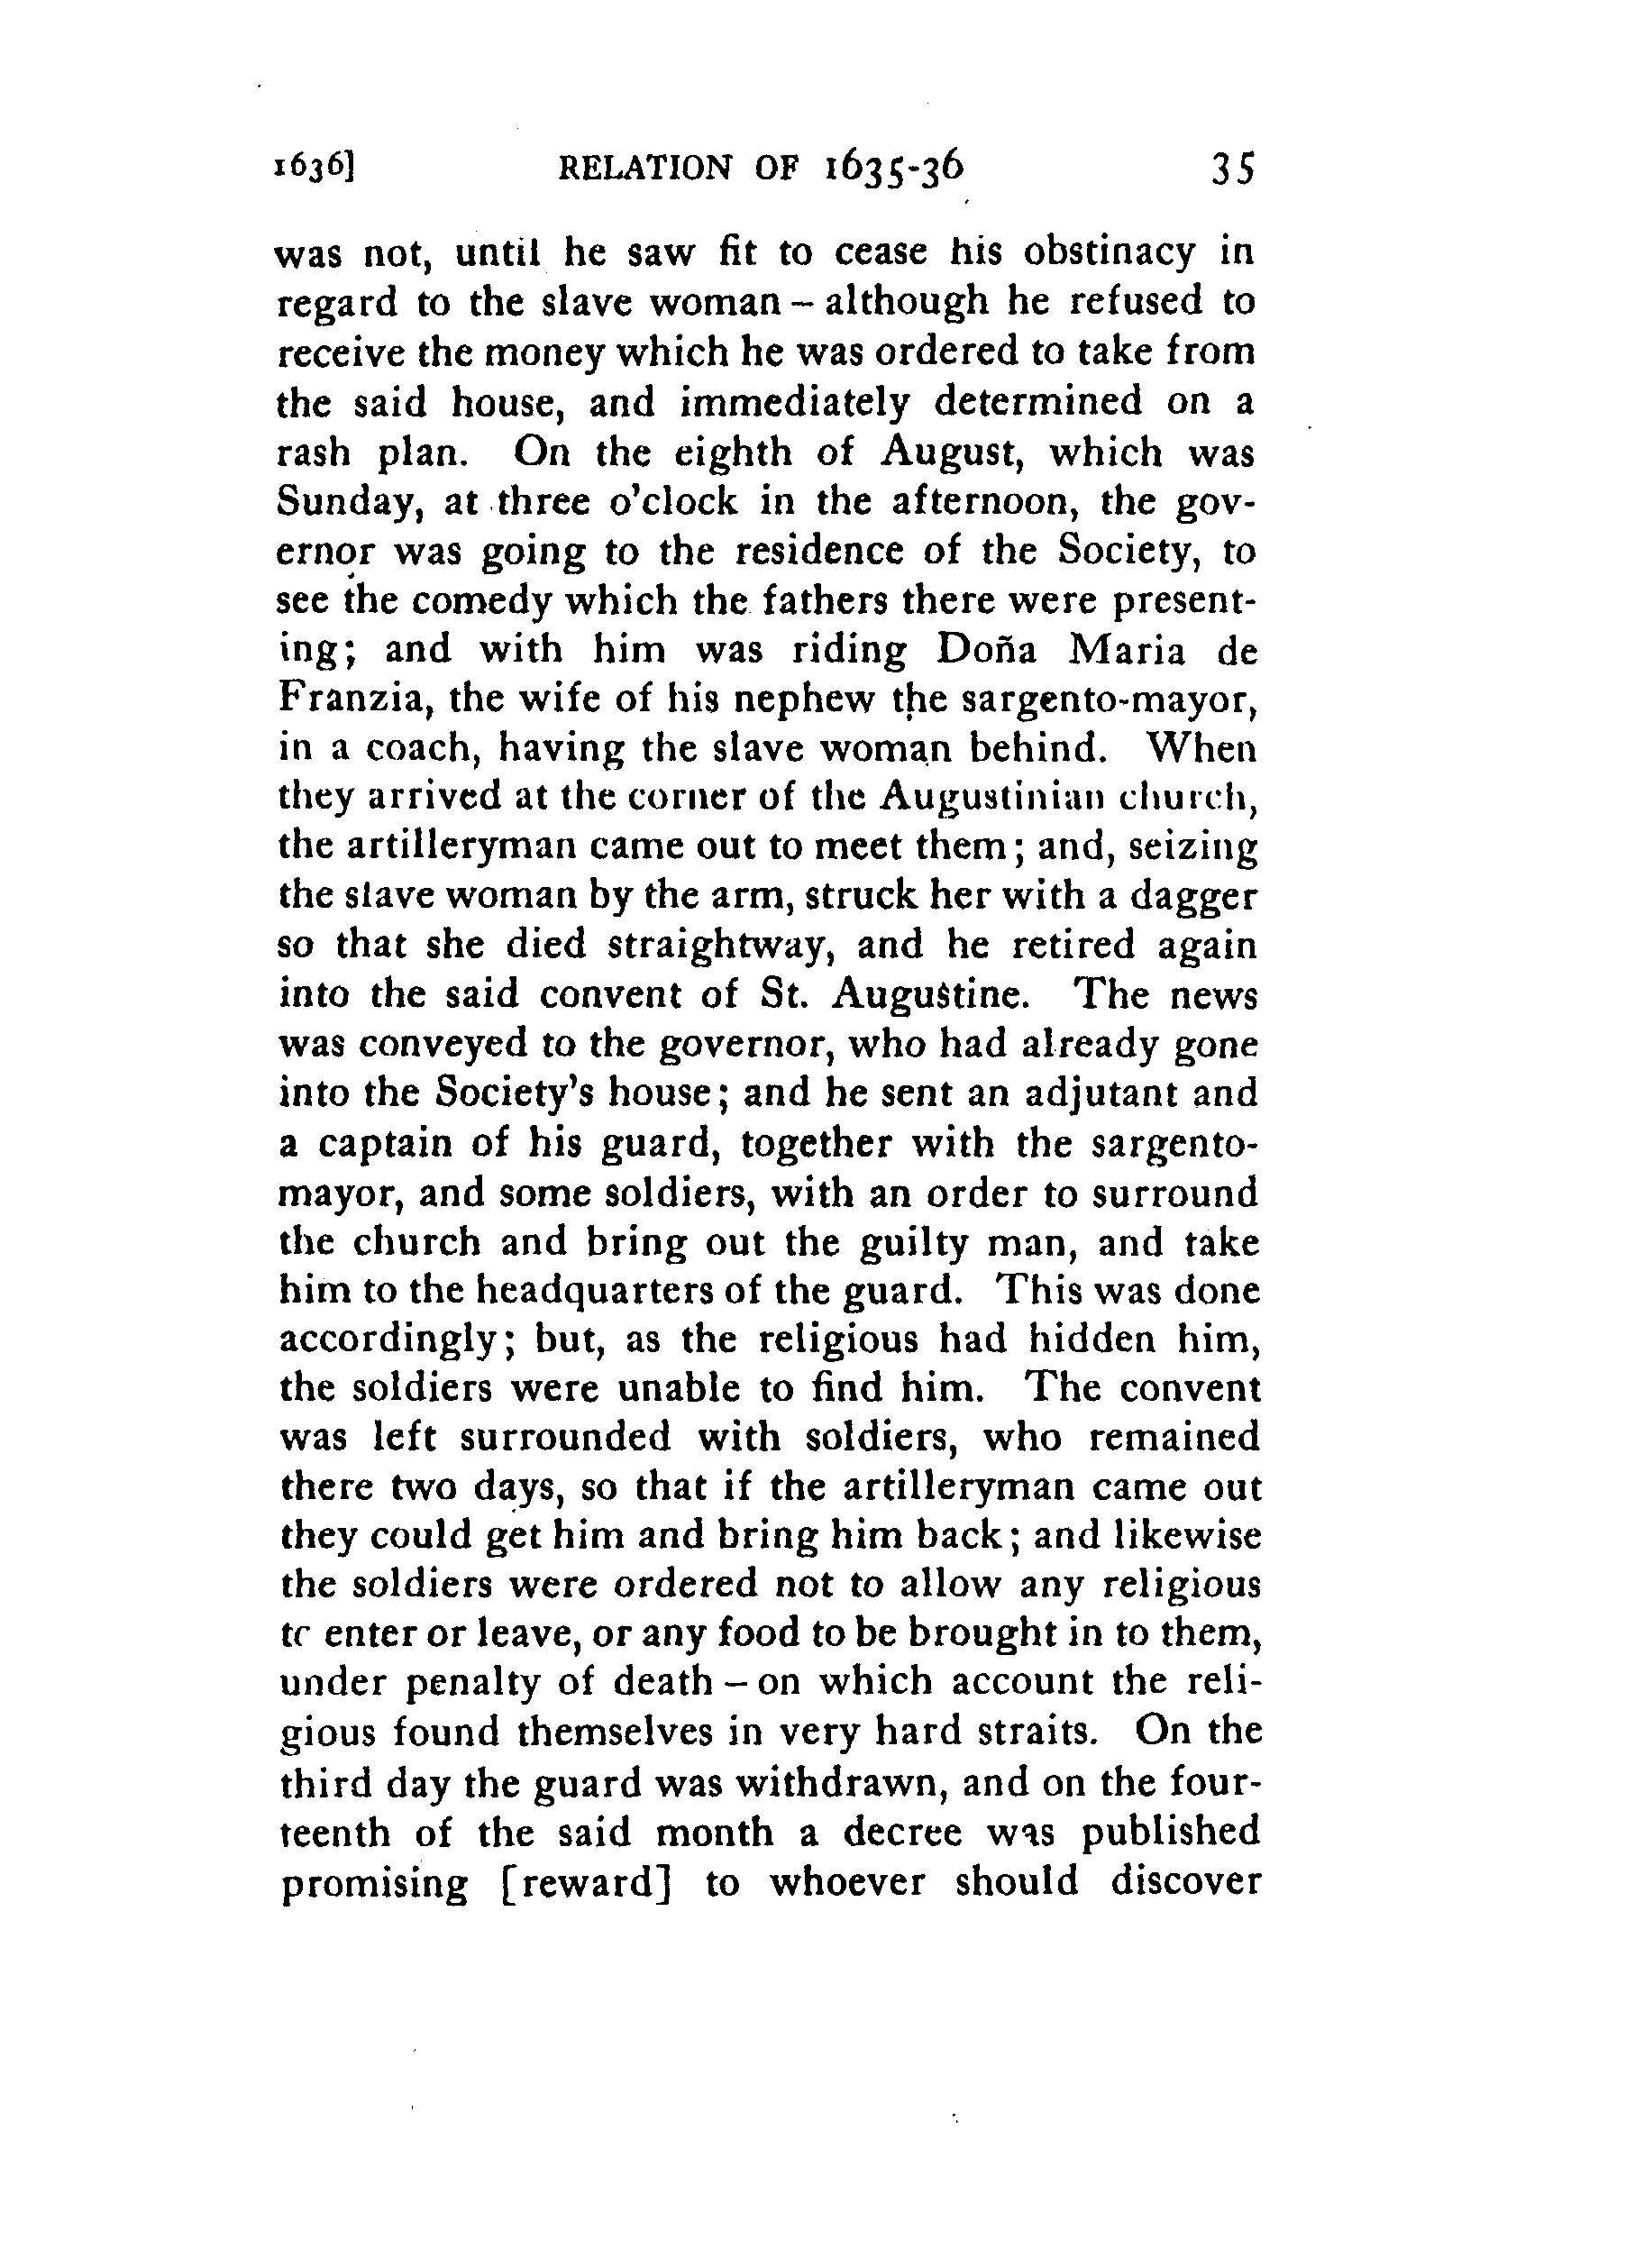 1636] RELATION OF 1635-36 35
was not, until he saw fit to cease his obstinacy in
regard to the slave woman – although he refused to
receive the money which he was ordered to take from
the said house, and immediately determined on a
rash plan. On the eighth of August, which was
Sunday, at three o'clock in the afternoon, the gov-
ernor was going to the residence of the Society, to
see the comedy which the fathers there were present-
ing; and with him was riding Doña Maria de
Franzia, the wife of his nephew the sargento-mayor,
in a coach, having the slave woman behind. When
they arrived at the corner of the Augustinian church,
the artilleryman came out to meet them; and, seizing
the slave woman by the arm, struck her with a dagger
so that she died straightway, and he retired again
into the said convent of St. Augustine. The news
was conveyed to the governor, who had already gone
into the Society's house; and he sent an adjutant and
a captain of his guard, together with the sargento-
mayor, and some soldiers, with an order to surround
the church and bring out the guilty man, and take
him to the headquarters of the guard. This was done
accordingly; but, as the religious had hidden him,
the soldiers were unable to find him. The convent
was left surrounded with soldiers, who remained
there two days, so that if the artilleryman came out
they could get him and bring him back; and likewise
the soldiers were ordered not to allow any religious
to enter or leave, or any food to be brought in to them,
under penalty of death – on which account the reli-
gious found themselves in very hard straits. On the
third day the guard was withdrawn, and on the four-
teenth of the said month a decree was published
promising [reward] to whoever should discover